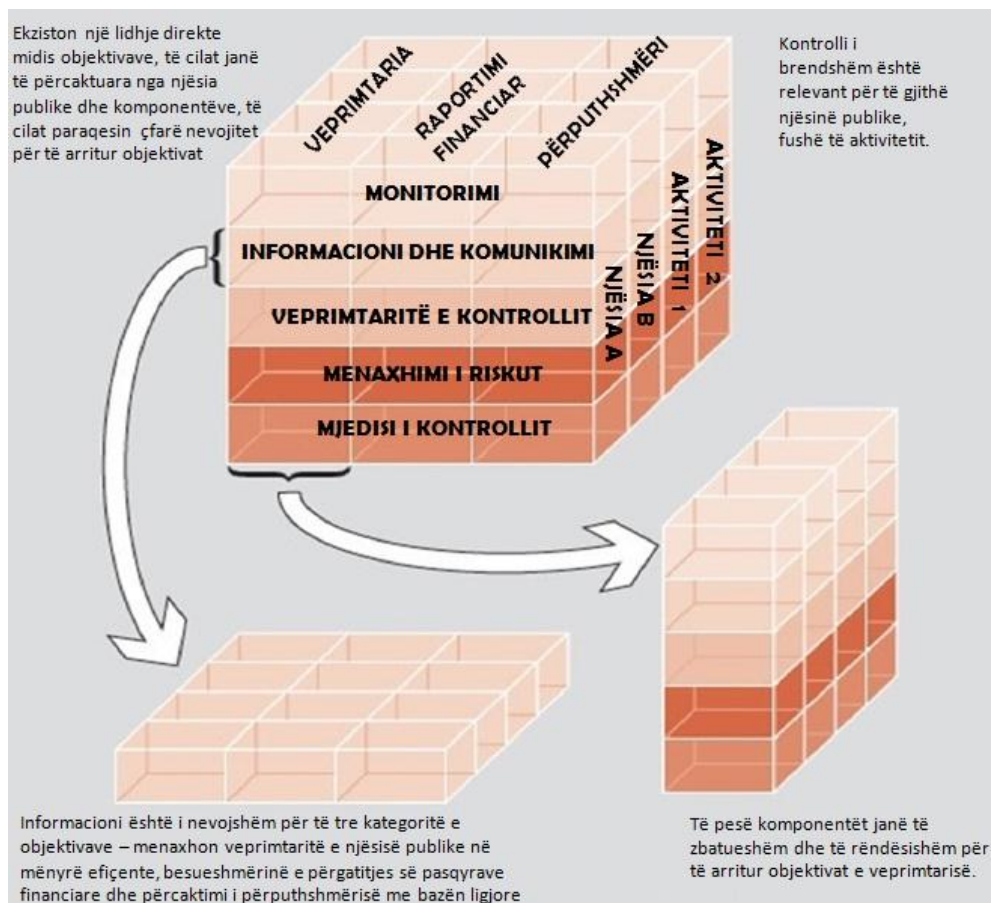 Ekziston një lidhje direkte
midis objektivave, të cilat janë
të përcaktuara nga njësia
publike dhe komponentëve, të
cilat paraqesin çfarë nevojitet
për të arritur objektivat
Kontrolli i
brendshëm është
relevant për të gjithë
njësinë publike,
fushë të aktivitetit.
VEPRIMTARIA
RAPORTIMI
FINANCIAR
PËRPUTHSHMËRI
MONITORIMI
INFORMACIONI DHE KOMUNIKIMI
VEPRIMTARITË E KONTROLLIT
MENAXHIMI I RISKUT
MJEDISI I KONTROLLIT
NJËSIA A
NJËSIA B
AKTIVITETI 1
AKTIVITETI 2
Informacioni është i nevojshëm për të tre kategoritë e
objektivave – menaxhon veprimtaritë e njësisë publike në
mënyrë efiçente, besueshmërinë e përgatitjes së pasqyrave
financiare dhe përcaktimi i përputhshmërisë me bazën ligjore
Të pesë komponentët janë të
zbatueshëm dhe të rëndësishëm për
të arritur objektivat e veprimtarisë.